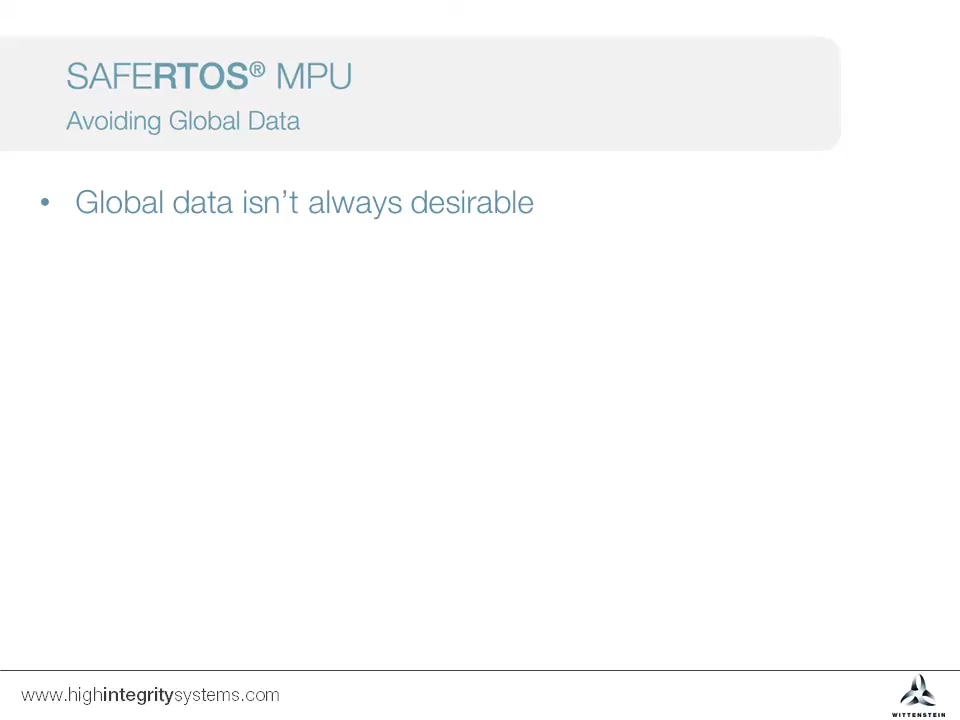 SAFERTOS® MPU
Avoiding Global Data
• Global data isn’t always desirable
www.highintegritysystems.com
WITTENSTEIN